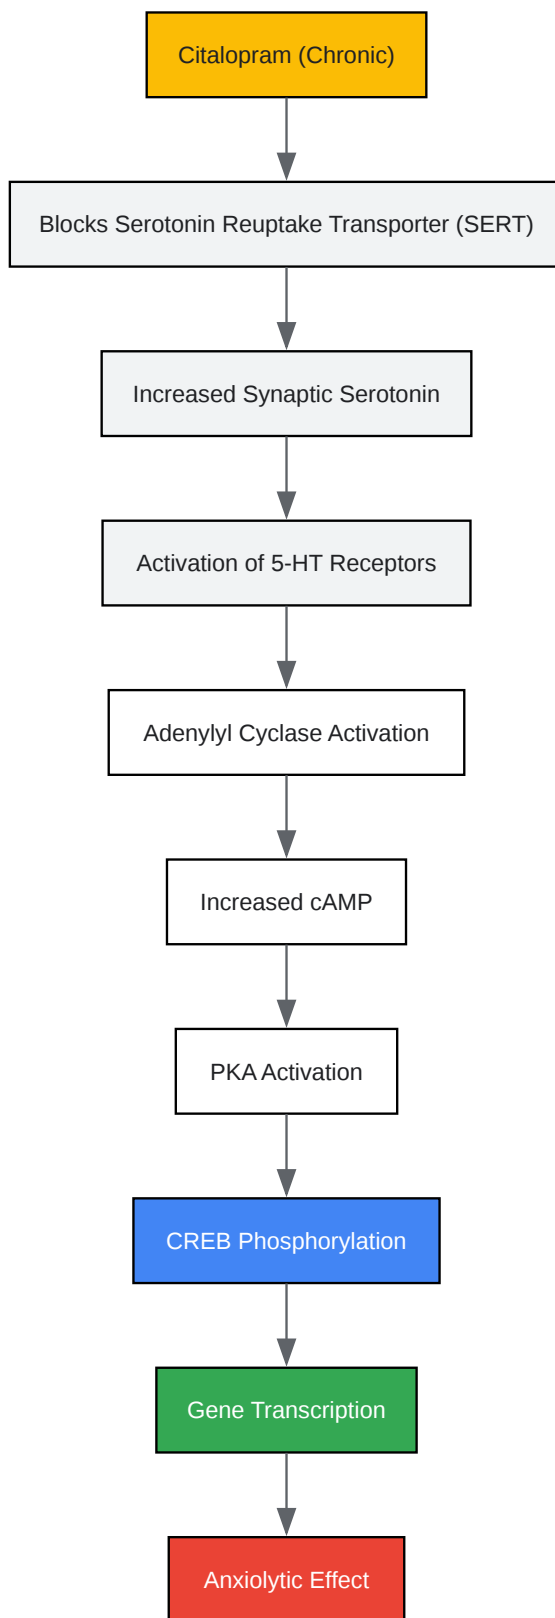 Citalopram (Chronic)
Blocks Serotonin Reuptake Transporter (SERT)
Increased Synaptic Serotonin
Activation of 5-HT Receptors
Adenylyl Cyclase Activation
Increased cAMP
PKA Activation
CREB Phosphorylation
Gene Transcription
Anxiolytic Effect